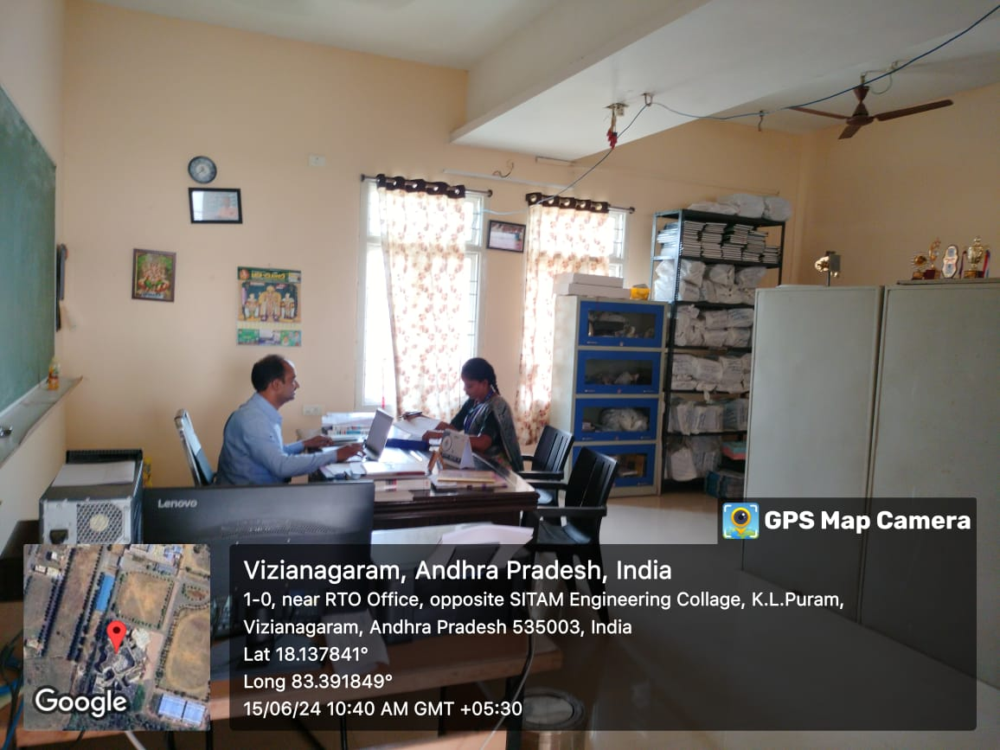 Lenovo
GPS Map Camera
Vizianagaram, Andhra Pradesh, India
1-0, near RTO Office, opposite SITAM Engineering Collage, K.L.Puram,
Vizianagaram, Andhra Pradesh 535003, India
Lat 18.137841°
Long 83.391849°
15/06/24 10:40 AM GMT +05:30
Google